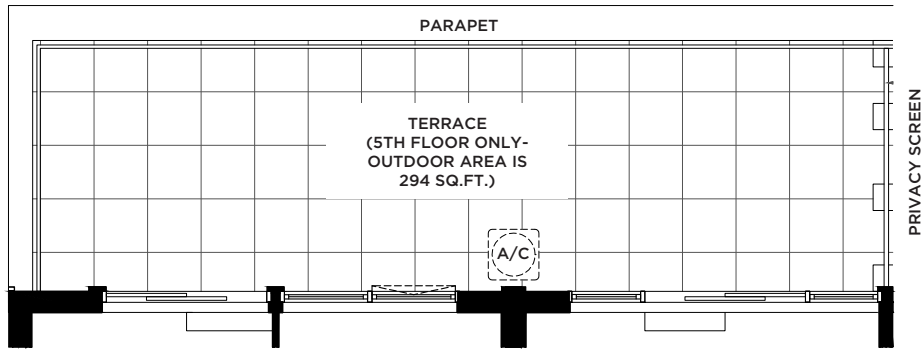 PARAPET
TERRACE
(5TH FLOOR ONLY-
OUTDOOR AREA IS
294 SQ.FT.)
PRIVACY SCREEN
A/C